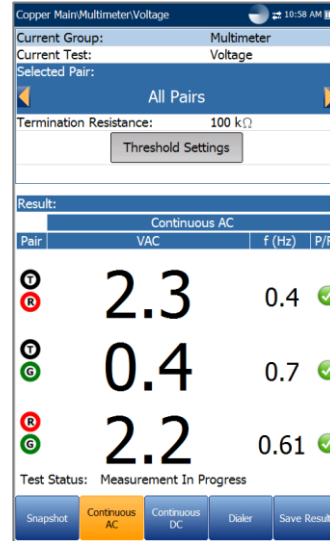 Copper Main\Multimeter\Voltage 10:58 AM
Current Group: Multimeter
Current Test: Voltage
Selected Pair:
All Pairs
Termination Resistance: 100 kΩ
Threshold Settings
Result:
Continuous AC
Pair VAC f (Hz) P/F
T
R
2.3 0.4
T
G
0.4 0.7
R
G
2.2 0.61
Test Status: Measurement In Progress
Snapshot Continuous AC Continuous DC Dialer Save Result